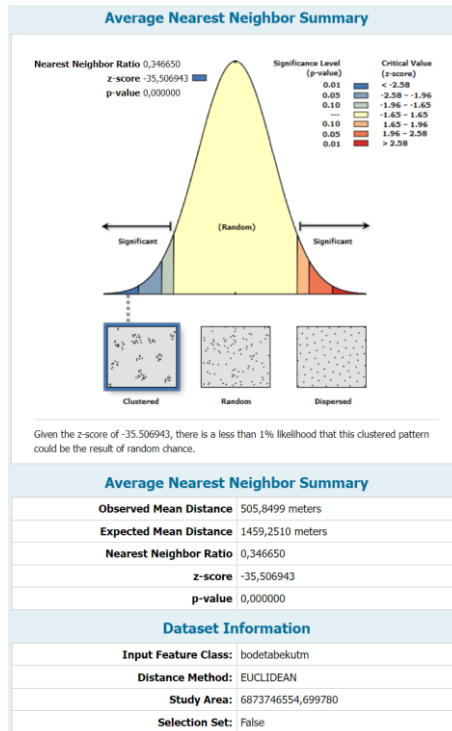 Average Nearest Neighbor Summary
Nearest Neighbor Ratio 0,346650
z-score -35,506943
p-value 0,000000
Significance Level (p-value)
Critical Value (z-score)
0.01 < -2.58
0.05 -2.58 - -1.96
0.10 -1.96 - -1.65
--- -1.65 - 1.65
0.10 1.65 - 1.96
0.05 1.96 - 2.58
0.01 > 2.58
(Random)
Significant
Significant
Clustered
Random
Dispersed
Given the z-score of -35.506943, there is a less than 1% likelihood that this clustered pattern
could be the result of random chance.
Average Nearest Neighbor Summary
Observed Mean Distance 505,8499 meters
Expected Mean Distance 1459,2510 meters
Nearest Neighbor Ratio 0,346650
z-score -35,506943
p-value 0,000000
Dataset Information
Input Feature Class: bodetabekutm
Distance Method: EUCLIDEAN
Study Area: 6873746554,699780
Selection Set: False